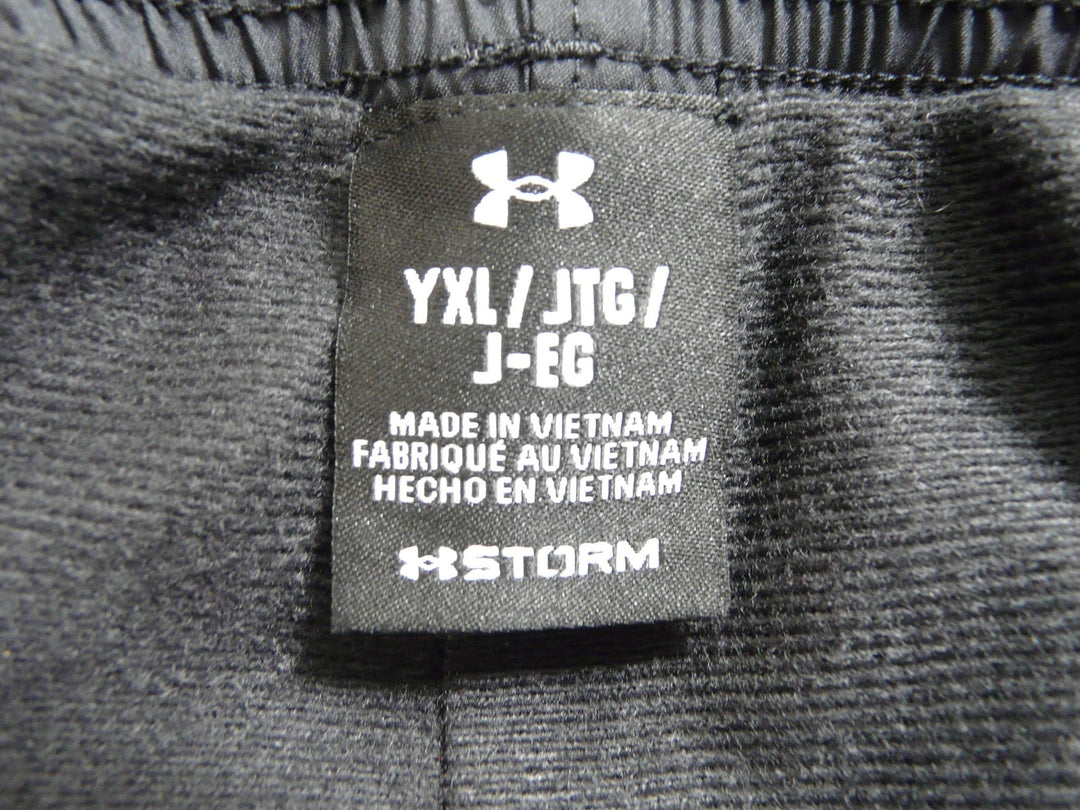 YXL/JTG/
J-EG
MADE IN VIETNAM
FABRIQUÉ AU VIETNAM
HECHO EN VIETNAM
STORM